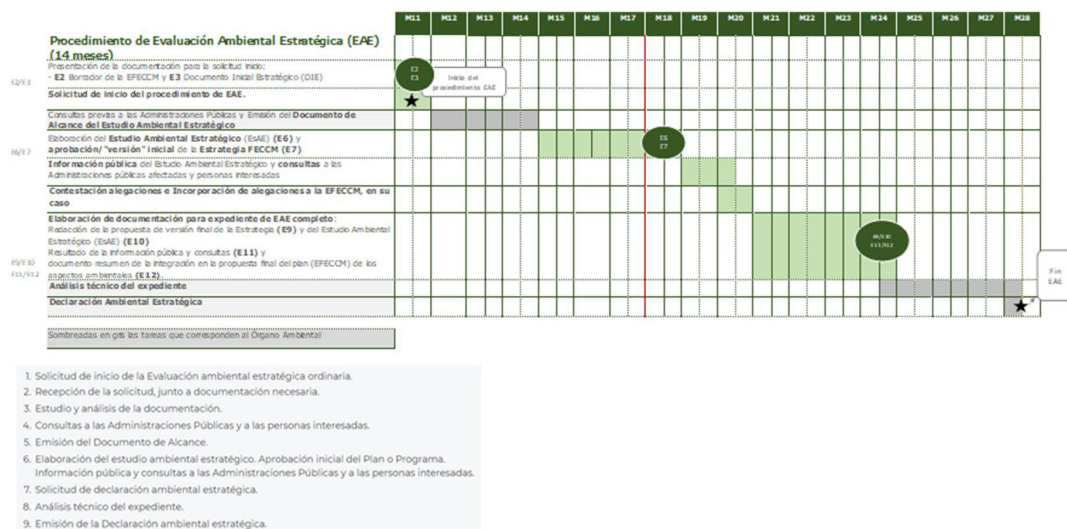 M11 M12 M13 M14 M15 M16 M17 M18 M19 M20 M21 M22 M23 M24 M25 M26 M27 M28
Procedimiento de Evaluación Ambiental Estratégica (EAE)
(14 meses)
Presentación de la documentación para la solicitud inicio:
- E2 Borrador de la EFECCM y E3 Documento Inicial Estratégico (DIE)
E2/E3
E2
E3
Inicio del
procedimiento EAE
Solicitud de inicio del procedimiento de EAE.
Consultas previas a las Administraciones Públicas y Emisión del Documento de
Alcance del Estudio Ambiental Estratégico
Elaboración del Estudio Ambiental Estratégico (EsAE) (E6) y
aprobación/ "versión" inicial de la Estrategia FECCM (E7)
E6/E7
E6
E7
Información pública del Estudio Ambiental Estratégico y consultas a las
Administraciones públicas afectadas y personas interesadas
Contestación alegaciones e Incorporación de alegaciones a la EFECCM, en su
caso
Elaboración de documentación para expediente de EAE completo:
Redacción de la propuesta de versión final de la Estrategia (E9) y del Estudio Ambiental
Estratégico (EsAE) (E10)
Resultado de la información pública y consultas (E11) y
documento resumen de la integración en la propuesta final del plan (EFECCM) de los
aspectos ambientales (E12).
E9/E10
E11/E12
E9/E10
E11/E12
Análisis técnico del expediente
Declaración Ambiental Estratégica
Fin
EAE
Sombreadas en gris las tareas que corresponden al Órgano Ambiental
1. Solicitud de inicio de la Evaluación ambiental estratégica ordinaria.
2. Recepción de la solicitud, junto a documentación necesaria.
3. Estudio y análisis de la documentación.
4. Consultas a las Administraciones Públicas y a las personas interesadas.
5. Emisión del Documento de Alcance.
6. Elaboración del estudio ambiental estratégico. Aprobación inicial del Plan o Programa.
Información pública y consultas a las Administraciones Públicas y a las personas interesadas.
7. Solicitud de declaración ambiental estratégica.
8. Análisis técnico del expediente.
9. Emisión de la Declaración ambiental estratégica.